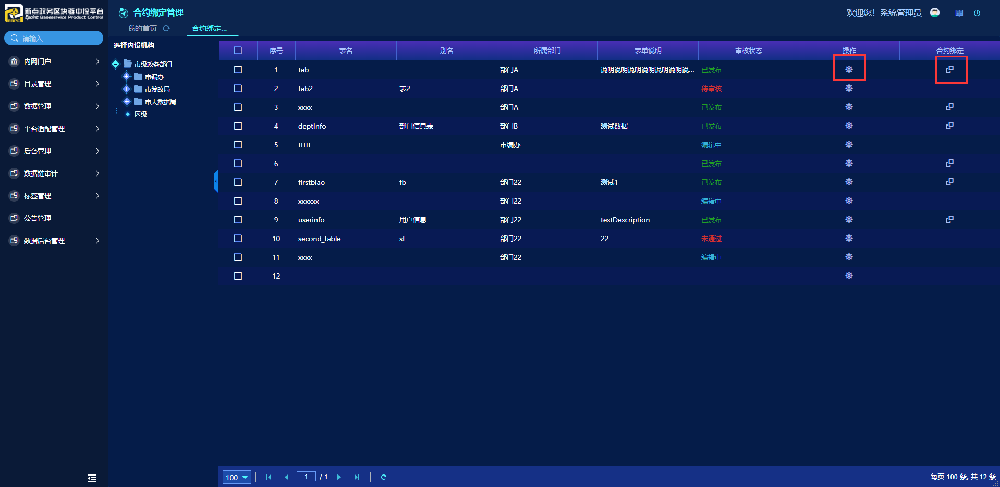 新点政务区块链中控平台
Epoint Baseservice Product Control
EBPC
请输入
内网门户
目录管理
数据管理
平台适配管理
后台管理
数据链审计
标签管理
公告管理
数据后台管理
合约绑定管理
欢迎您！系统管理员
我的首页
合约绑定...
选择内设机构
市级政务部门
市编办
市发改局
市大数据局
区级
序号 表名 别名 所属部门 表单说明 审核状态 操作 合约绑定
1 tab 部门A 说明说明说明说明说明说明说... 已发布
2 tab2 表2 部门A 待审核
3 xxxx 部门A 已发布
4 deptInfo 部门信息表 部门B 测试数据 已发布
5 ttttt 市编办 编辑中
6 已发布
7 firstbiao fb 部门22 测试1 已发布
8 xxxxxx 部门22 编辑中
9 userinfo 用户信息 部门22 testDescription 已发布
10 second_table st 部门22 22 未通过
11 xxxx 部门22 编辑中
12
100 1 / 1 每页 100 条, 共 12 条